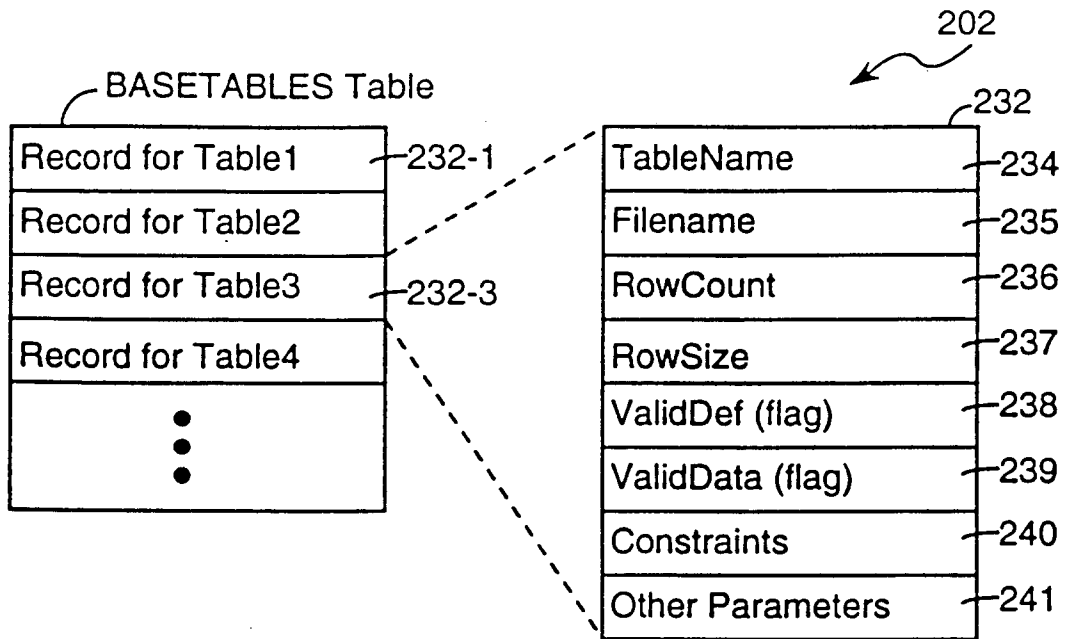 202
BASETABLES Table
Record for Table1
232-1
Record for Table2
Record for Table3
232-3
Record for Table4
232
TableName
234
Filename
235
RowCount
236
RowSize
237
ValidDef (flag)
238
ValidData (flag)
239
Constraints
240
Other Parameters
241